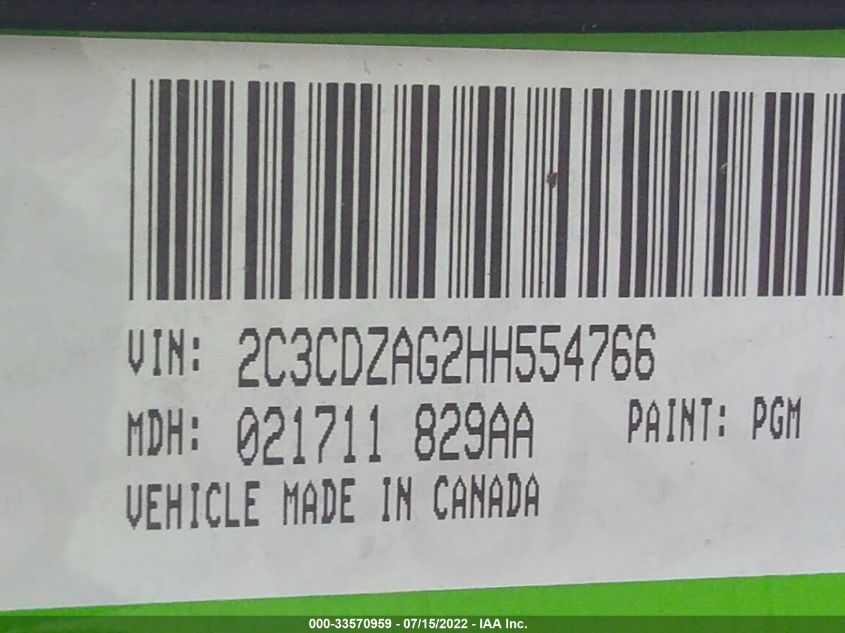 VIN: 2C3CDZAG2HH554766
MDH: 021711 829AA PAINT: PGM
VEHICLE MADE IN CANADA
000-33570959 - 07/15/2022 - IAA Inc.